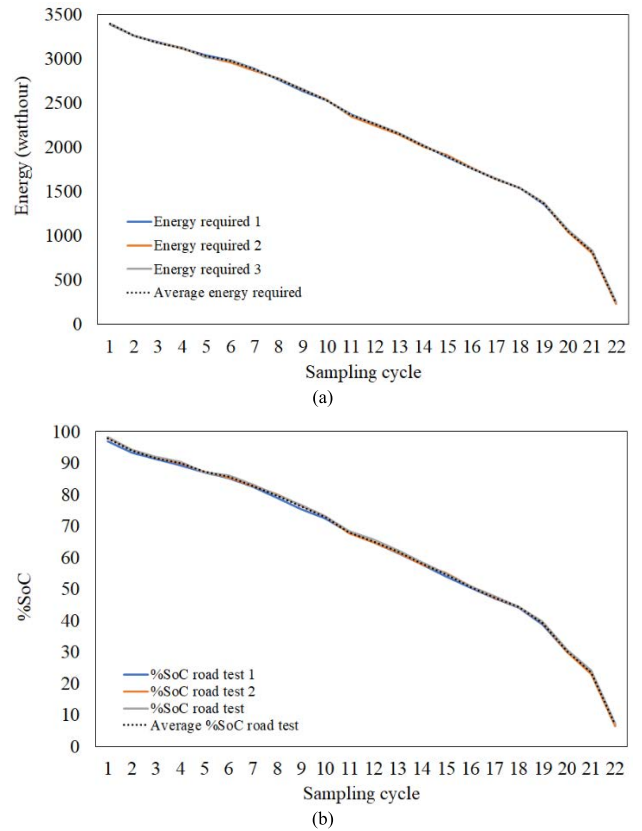 3500
3000
2500
2000
1500
1000
500
0
Energy (watthour)
Energy required 1
Energy required 2
Energy required 3
Average energy required
1 2 3 4 5 6 7 8 9 10 11 12 13 14 15 16 17 18 19 20 21 22
Sampling cycle
(a)
100
90
80
70
60
50
40
30
20
10
0
%SoC
%SoC road test 1
%SoC road test 2
%SoC road test
Average %SoC road test
1 2 3 4 5 6 7 8 9 10 11 12 13 14 15 16 17 18 19 20 21 22
Sampling cycle
(b)